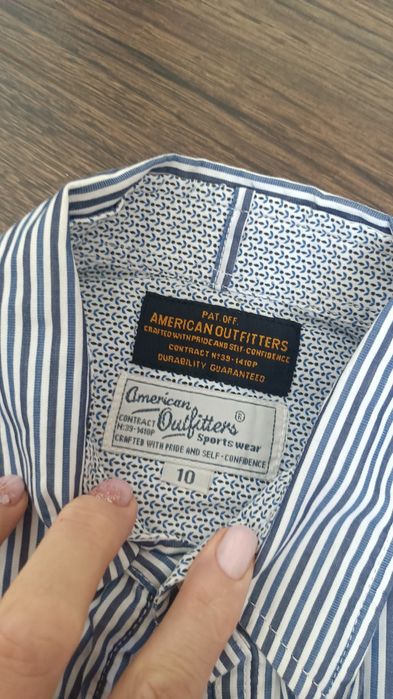 PAT. OFF.
AMERICAN OUTFITTERS
CRAFTED WITH PRIDE AND SELF-CONFIDENCE
CONTRACT Nº39-1410P
DURABILITY GUARANTEED
American
Outfitters ®
CONTRACT
Nº39-1410P
Sportswear
CRAFTED WITH PRIDE AND SELF-CONFIDENCE
10